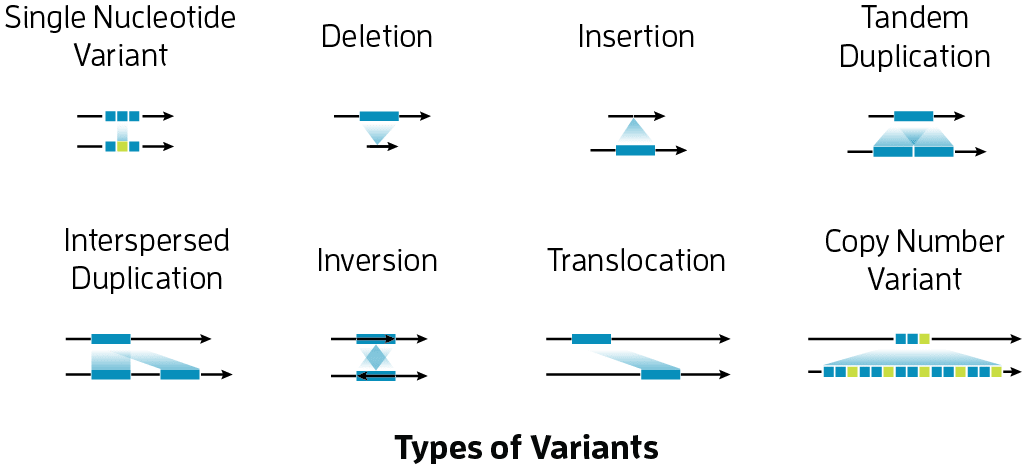 Single Nucleotide
Variant
Deletion
Insertion
Tandem
Duplication
Interspersed
Duplication
Inversion
Translocation
Copy Number
Variant
Types of Variants